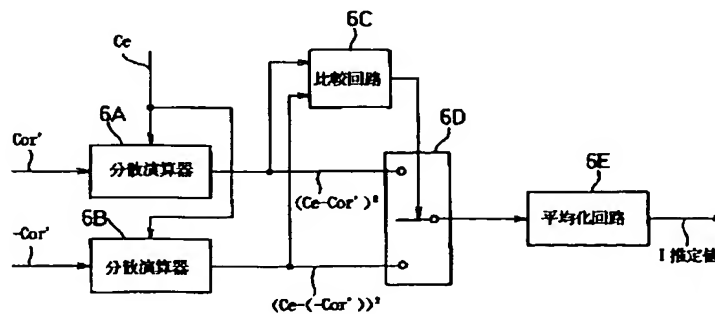 Ce
6C
比較回路
6A
6D
Cor'
分散演算器
(Ce-Cor')²
6E
平均化回路
6B
-Cor'
分散演算器
I 推定値
(Ce-(-Cor'))²